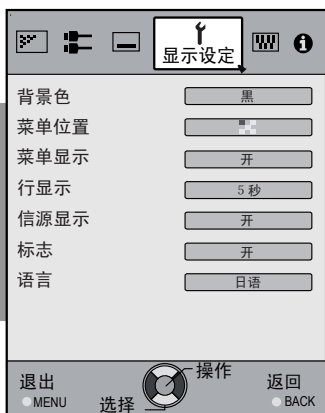 显示设定
背景色 黑
菜单位置
菜单显示 开
行显示 5秒
信源显示 开
标志 开
语言 日语
退出 操作 返回
MENU 选择 BACK